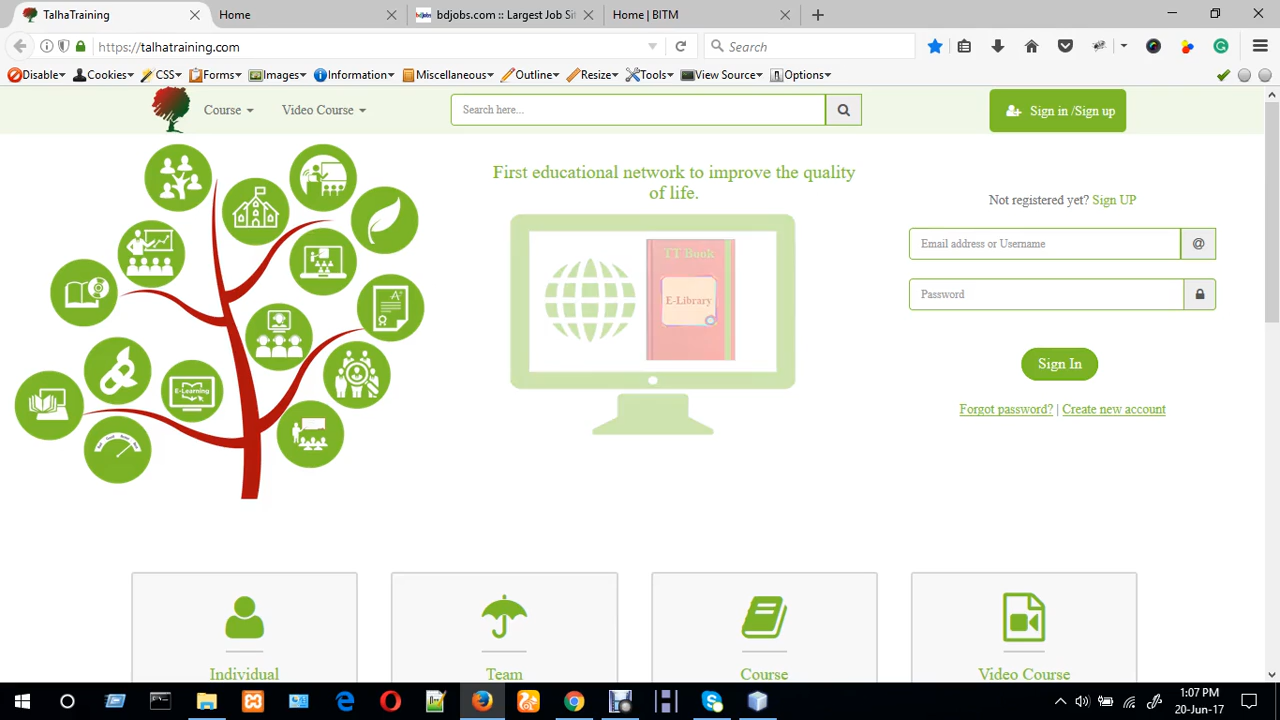 TalhaTraining
Home
bdjobs.com :: Largest Job Si
Home | BITM
https://talhatraining.com
Search
Disable
Cookies
CSS
Forms
Images
Information
Miscellaneous
Outline
Resize
Tools
View Source
Options
Course
Video Course
Search here...
Sign in /Sign up
First educational network to improve the quality
of life.
TT Book
E-Library
E-Learning
A+
Not registered yet? Sign UP
Email address or Username
@
Password
Sign In
Forgot password? | Create new account
Individual
Team
Course
Video Course
1:07 PM
20-Jun-17